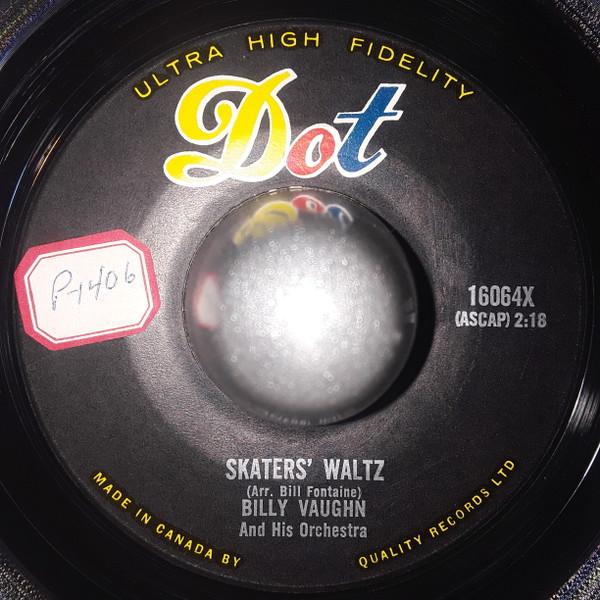 ULTRA HIGH FIDELITY
Dot
P-1406
16064X
(ASCAP) 2:18
SKATERS' WALTZ
(Arr. Bill Fontaine)
BILLY VAUGHN
And His Orchestra
MADE IN CANADA BY QUALITY RECORDS LTD